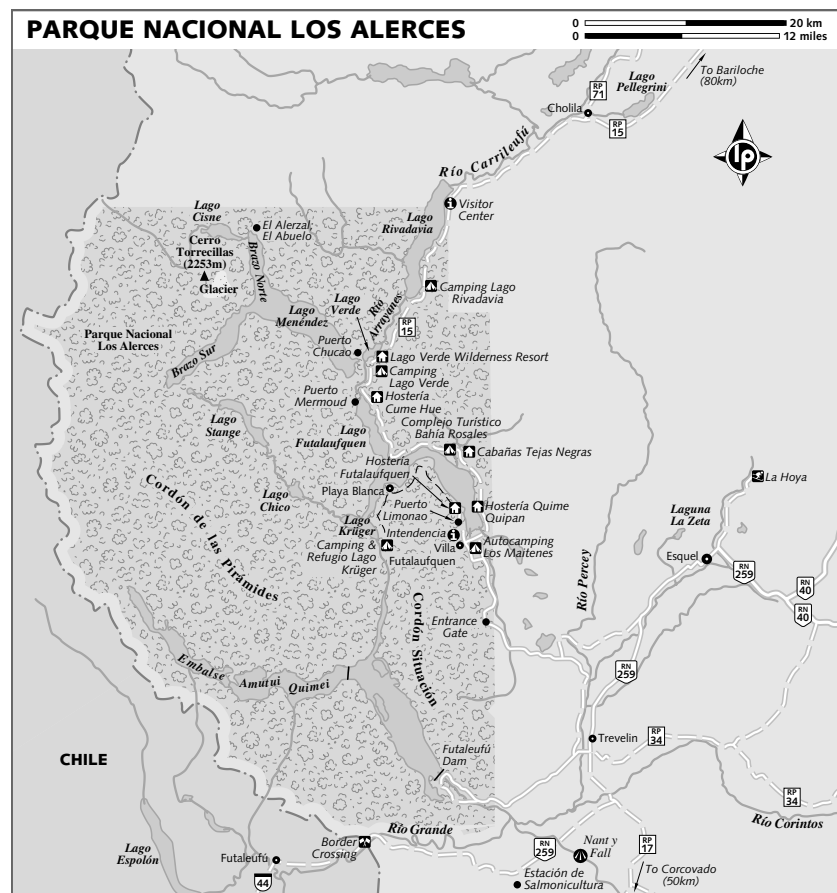 PARQUE NACIONAL LOS ALERCES
0 20 km
0 12 miles
To Bariloche
(80km)
Lago
Pellegrini
RP
71
Cholila
RP
15
Río Carrileufú
lp
Visitor
Center
Lago
Rivadavia
Lago
Cisne
El Alerzal,
El Abuelo
Cerro
Torrecillas
(2253m)
Glacier
Brazo Norte
Camping Lago
Rivadavia
Lago
Verde
Río
Arrayanes
RP
15
Lago
Menéndez
Parque Nacional
Los Alerces
Puerto
Chucao
Lago Verde Wilderness Resort
Camping
Lago Verde
Brazo Sur
Puerto
Mermoud
Hostería
Cume Hue
Lago
Stange
Lago
Futalaufquen
Complejo Turístico
Bahía Rosales
Cabañas Tejas Negras
Hostería
Futalaufquen
Playa Blanca
Lago
Chico
Puerto
Limonao
Hostería Quime
Quipan
Laguna
La Zeta
La Hoya
Cordón de las Pirámides
Lago
Krüger
Intendencia
Camping &
Refugio Lago
Krüger
Villa
Futalaufquen
Autocamping
Los Maitenes
Río Percey
Esquel
RN
259
RN
40
RN
40
Cordón Situación
Entrance
Gate
Embalse Amutui Quimei
RN
259
CHILE
Futaleufú
Dam
Trevelin
RP
34
RP
34
Río Corintos
Río Grande
Border
Crossing
Lago
Espolón
Futaleufú
44
RN
259
Nant y
Fall
RP
17
Estación de
Salmonicultura
To Corcovado
(50km)